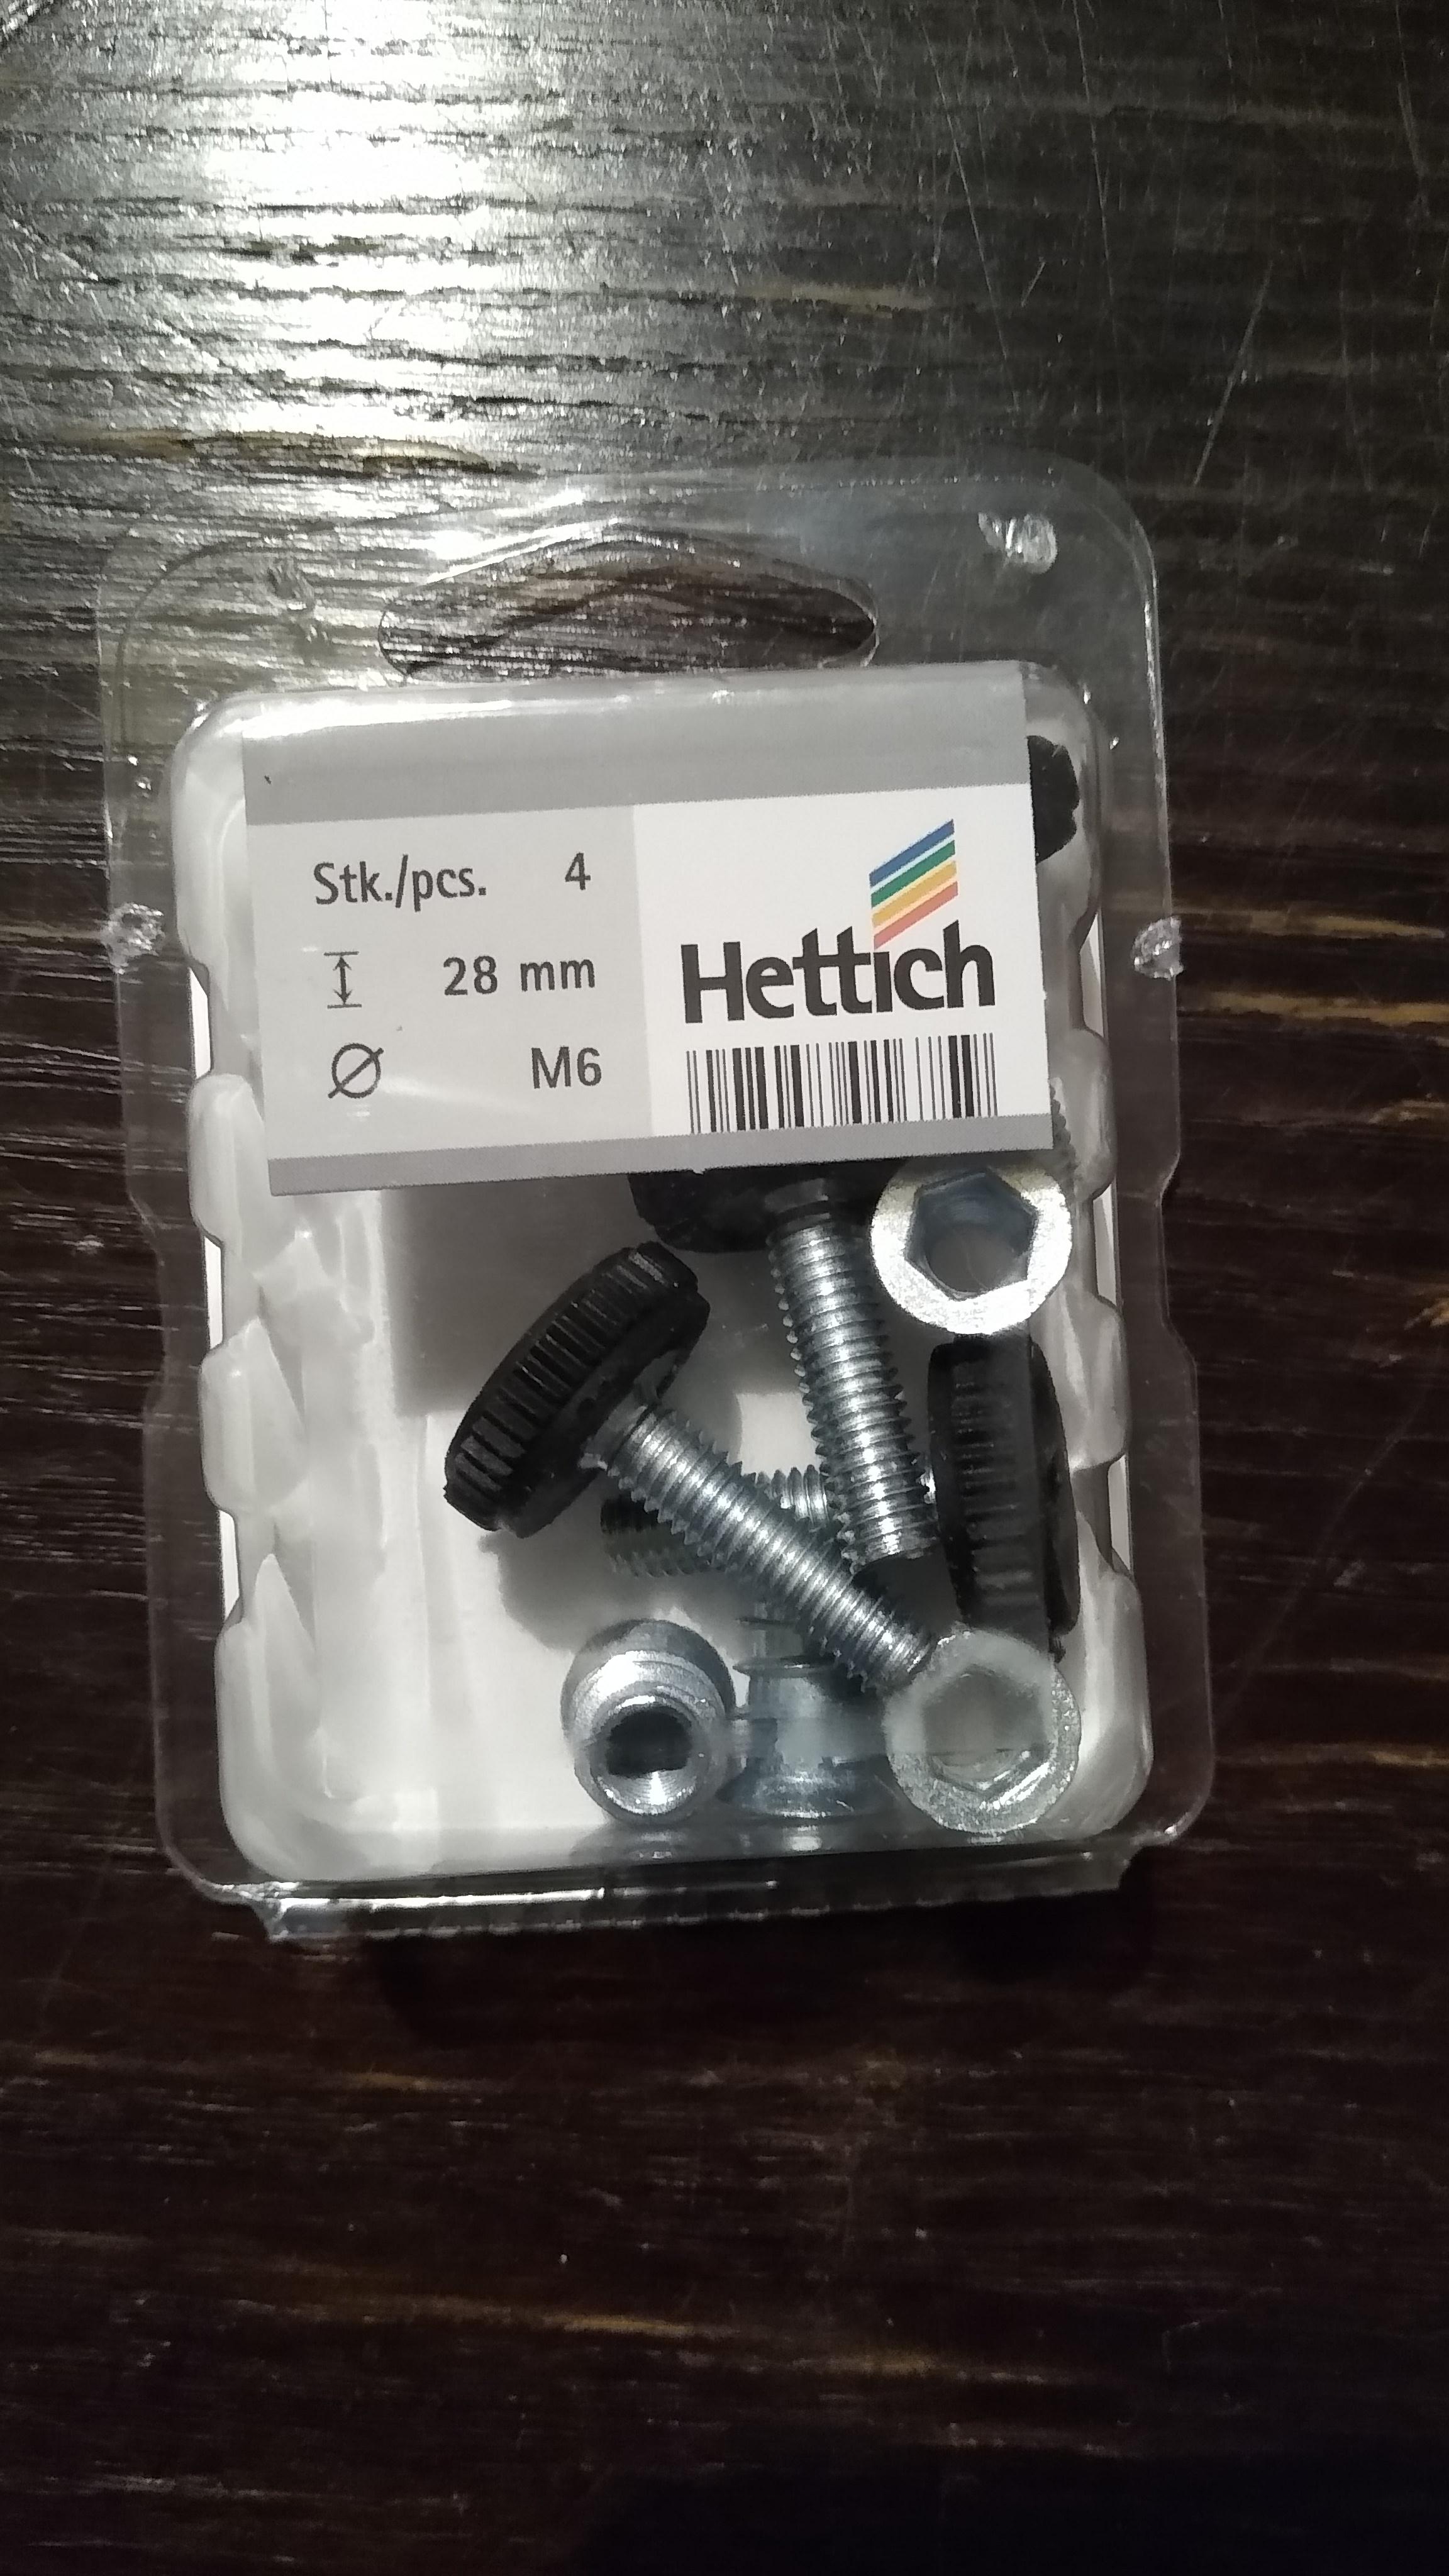 Stk./pcs. 4
28 mm
Ø M6
Hettich